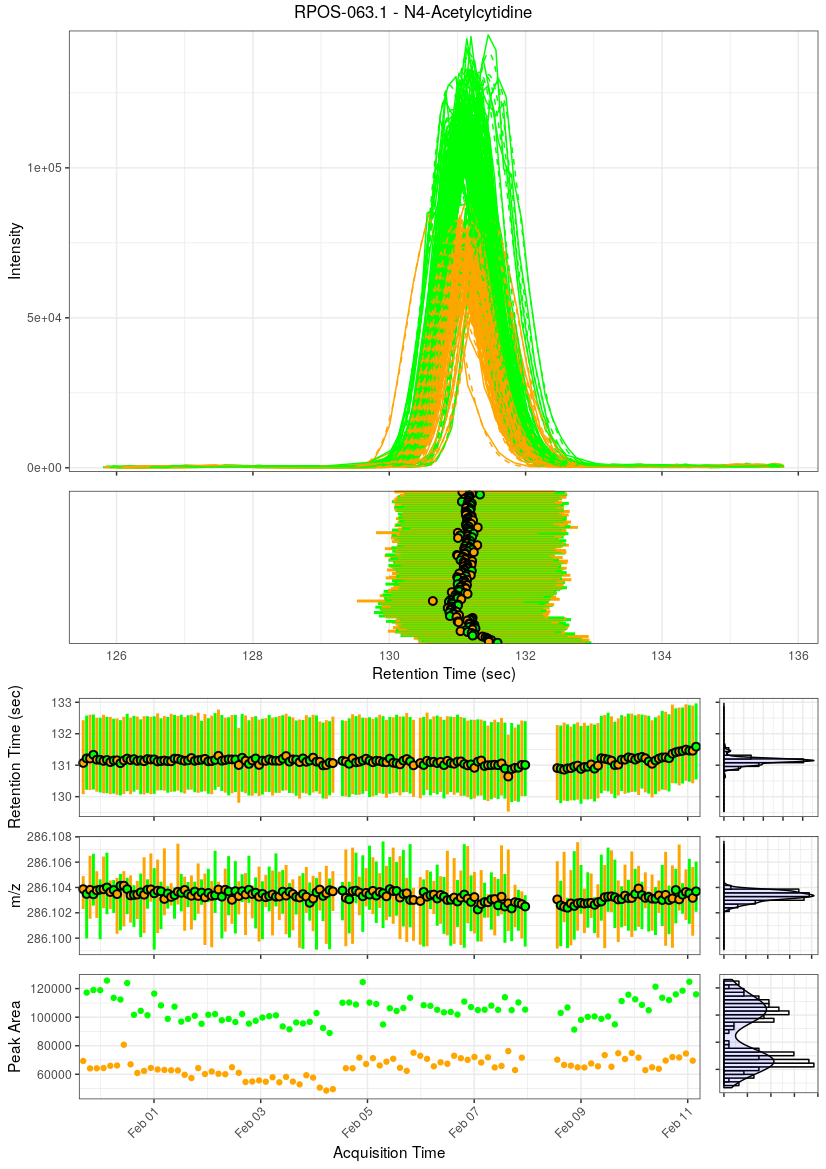 RPOS-063.1 - N4-Acetylcytidine
Intensity
1e+05
5e+04
0e+00
126
128
130
132
134
136
Retention Time (sec)
Retention Time (sec)
133
132
131
130
m/z
286.108
286.106
286.104
286.102
286.100
Peak Area
120000
100000
80000
60000
Feb 01
Feb 03
Feb 05
Feb 07
Feb 09
Feb 11
Acquisition Time